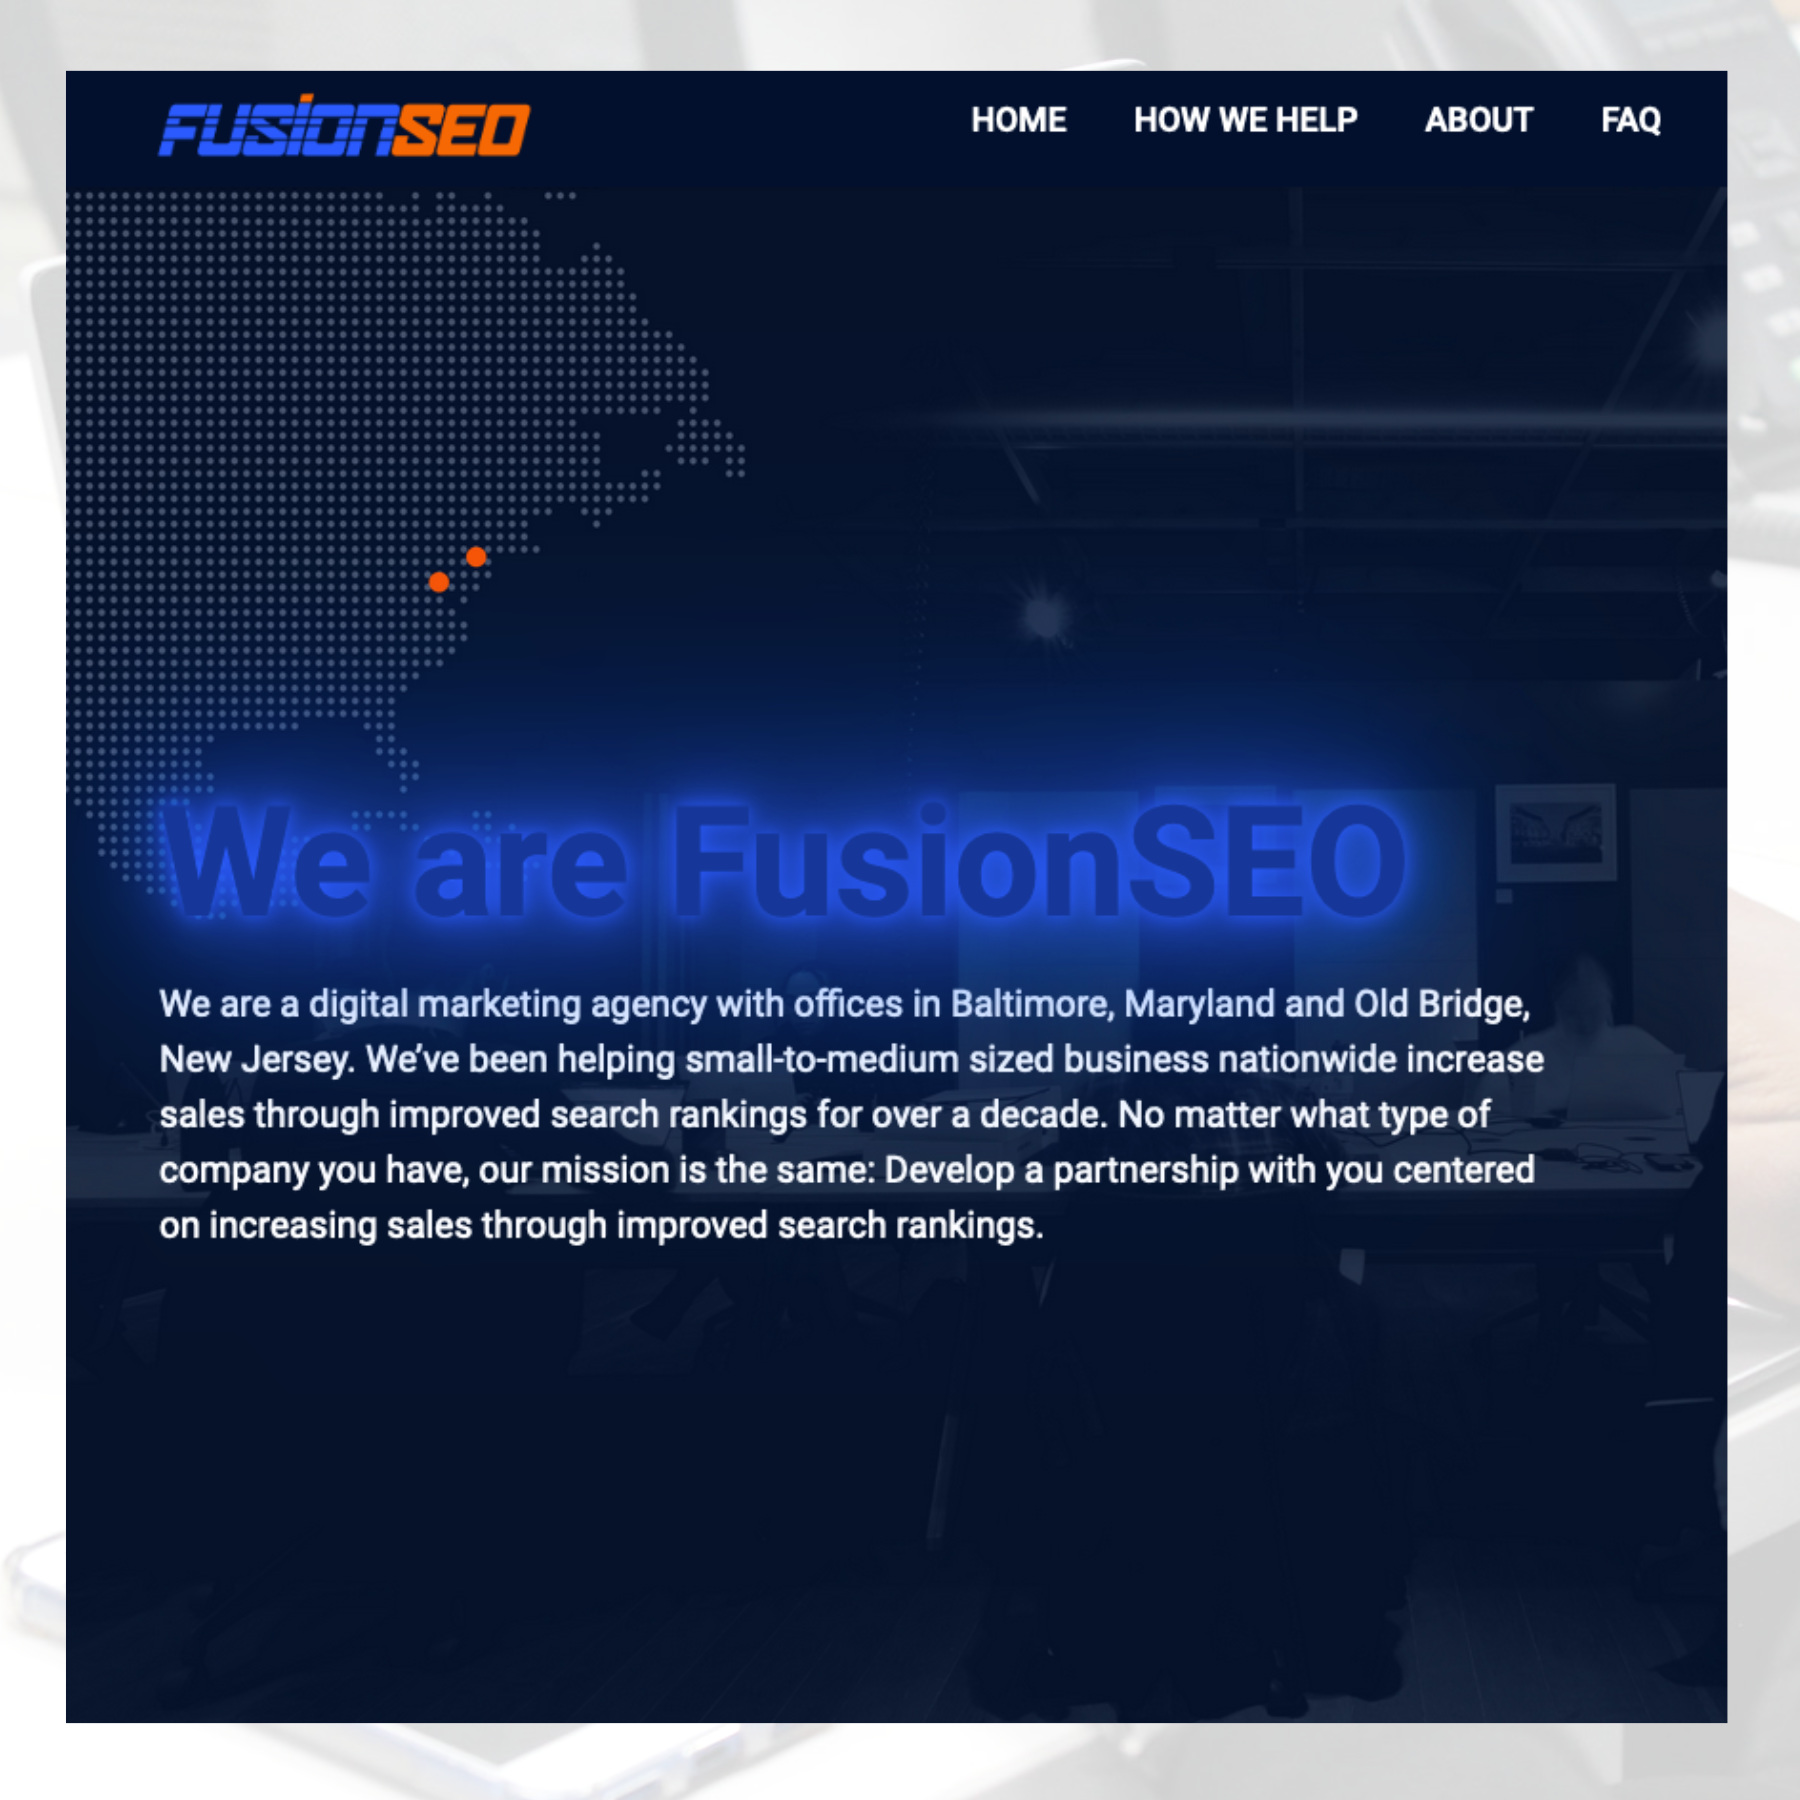 FUSIONSEO
HOME HOW WE HELP ABOUT FAQ
We are FusionSEO
We are a digital marketing agency with offices in Baltimore, Maryland and Old Bridge,
New Jersey. We’ve been helping small-to-medium sized business nationwide increase
sales through improved search rankings for over a decade. No matter what type of
company you have, our mission is the same: Develop a partnership with you centered
on increasing sales through improved search rankings.